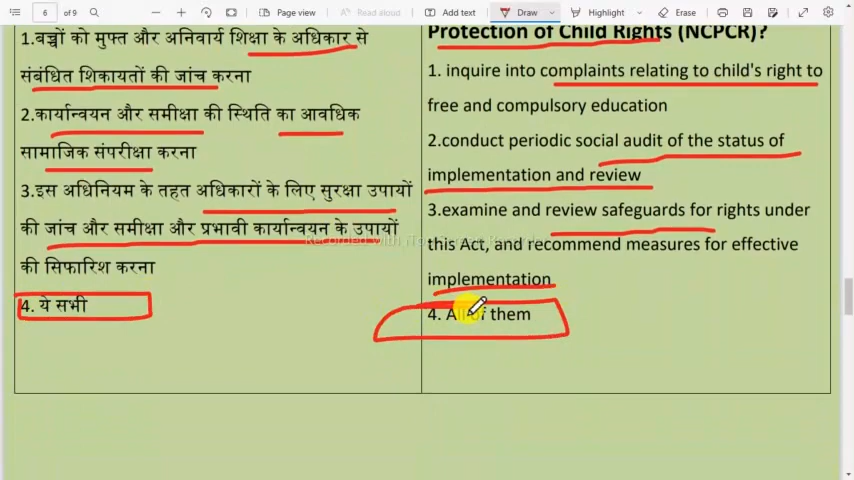 6 of 9
Page view
Read aloud
Add text
Draw
Highlight
Erase
1.बच्चों को मुफ्त और अनिवार्य शिक्षा के अधिकार से
संबंधित शिकायतों की जांच करना
2.कार्यान्वयन और समीक्षा की स्थिति का आवधिक
सामाजिक संपरीक्षा करना
3.इस अधिनियम के तहत अधिकारों के लिए सुरक्षा उपायों
की जांच और समीक्षा और प्रभावी कार्यान्वयन के उपायों
की सिफारिश करना
4. ये सभी
Protection of Child Rights (NCPCR)?
1. inquire into complaints relating to child's right to
free and compulsory education
2.conduct periodic social audit of the status of
implementation and review
3.examine and review safeguards for rights under
this Act, and recommend measures for effective
implementation
4. All of them
Recorded with